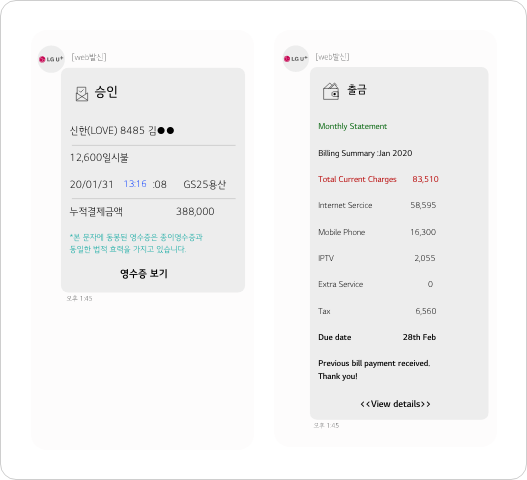 LG U+
[web발신]
승인
신한(LOVE) 8485 김●●
12,600일시불
20/01/31 13:16 :08 GS25용산
누적결제금액 388,000
*본 문자에 동봉된 영수증은 종이영수증과
동일한 법적 효력을 가지고 있습니다.
영수증 보기
오후 1:45
LG U+
[web발신]
출금
Monthly Statement
Billing Summary :Jan 2020
Total Current Charges 83,510
Internet Sercice 58,595
Mobile Phone 16,300
IPTV 2,055
Extra Service 0
Tax 6,560
Due date 28th Feb
Previous bill payment received.
Thank you!
<<View details>>
오후 1:45